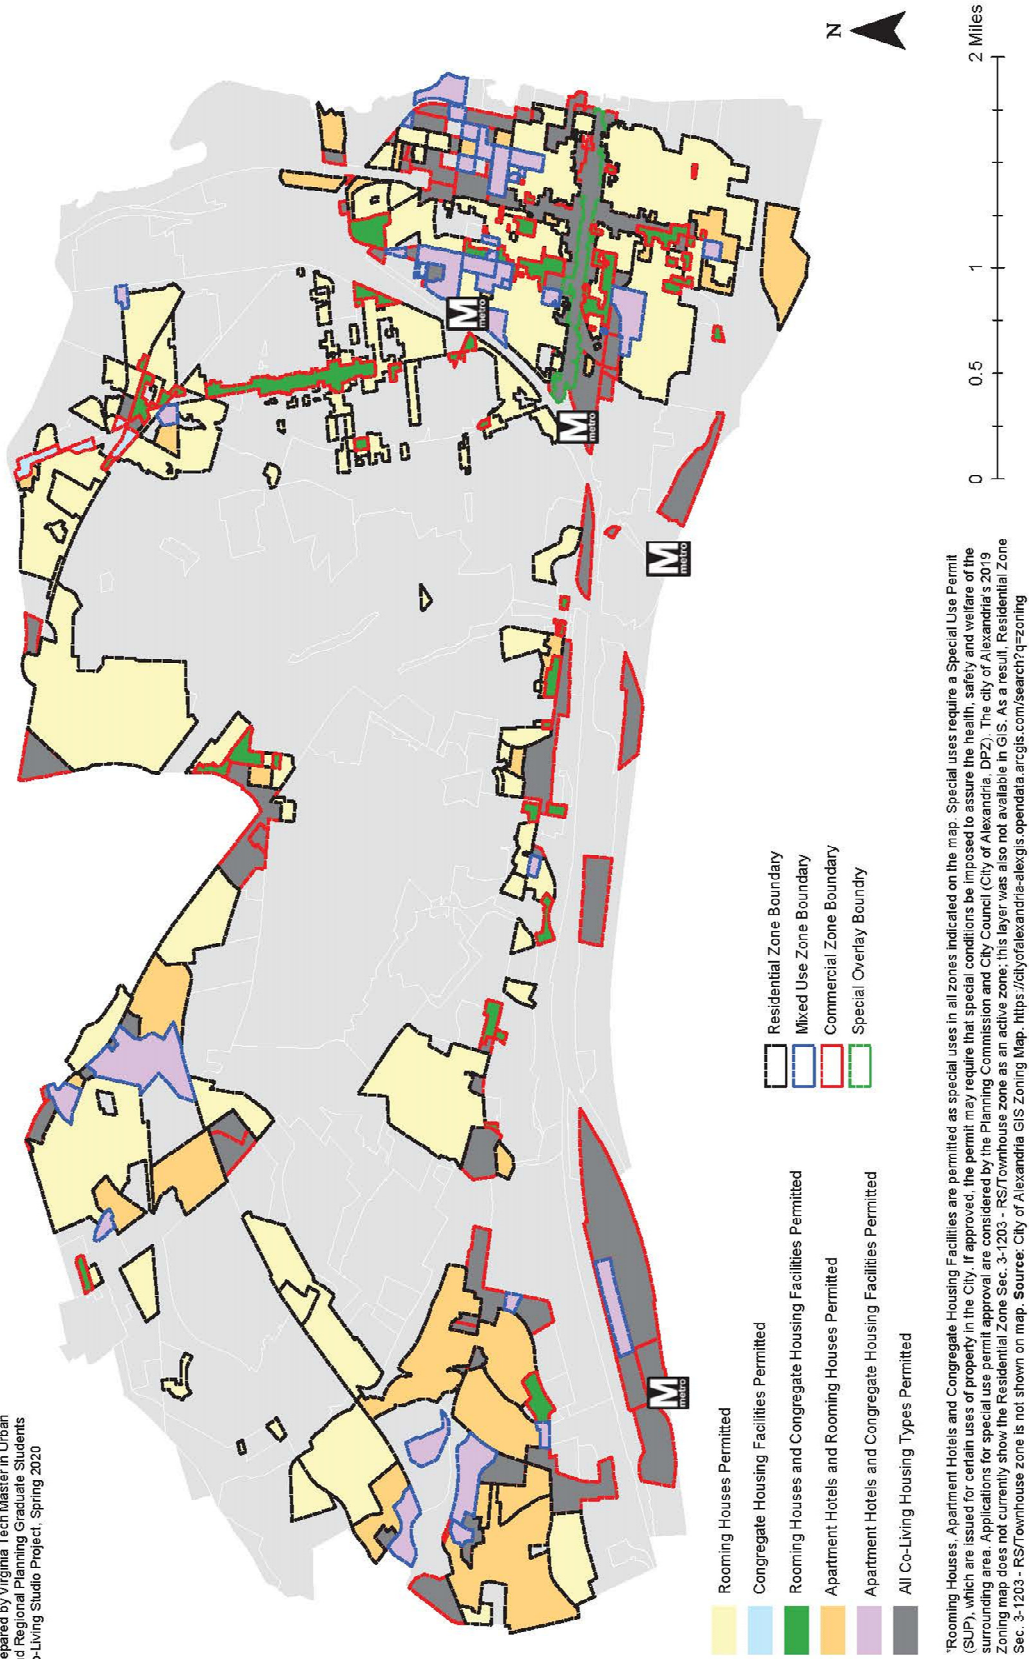 epared by Virginia Tech Master in Urban
d Regional Planning Graduate Students
o-Living Studio Project, Spring 2020
M
metro
M
metro
M
metro
M
metro
Rooming Houses Permitted
Congregate Housing Facilities Permitted
Rooming Houses and Congregate Housing Facilities Permitted
Apartment Hotels and Rooming Houses Permitted
Apartment Hotels and Congregate Housing Facilities Permitted
All Co-Living Housing Types Permitted
Residential Zone Boundary
Mixed Use Zone Boundary
Commercial Zone Boundary
Special Overlay Boundry
N
0 0.5 1 2 Miles
*Rooming Houses, Apartment Hotels and Congregate Housing Facilities are permitted as special uses in all zones indicated on the map. Special uses require a Special Use Permit
(SUP), which are issued for certain uses of property in the City. If approved, the permit may require that special conditions be imposed to assure the health, safety and welfare of the
surrounding area. Applications for special use permit approval are considered by the Planning Commission and City Council (City of Alexandria, DPZ). The city of Alexandria's 2019
Zoning map does not currently show the Residential Zone Sec. 3-1203 - RS/Townhouse zone as an active zone; this layer was also not available in GIS. As a result, Residential Zone
Sec. 3-1203 - RS/Townhouse zone is not shown on map. Source: City of Alexandria GIS Zoning Map. https://cityofalexandria-alexgis.opendata.arcgis.com/search?q=zoning